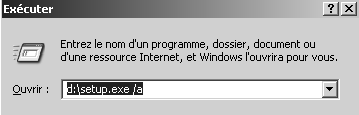 Exécuter
Entrez le nom d'un programme, dossier, document ou
d'une ressource Internet, et Windows l'ouvrira pour vous.
Ouvrir : d:\setup.exe /a